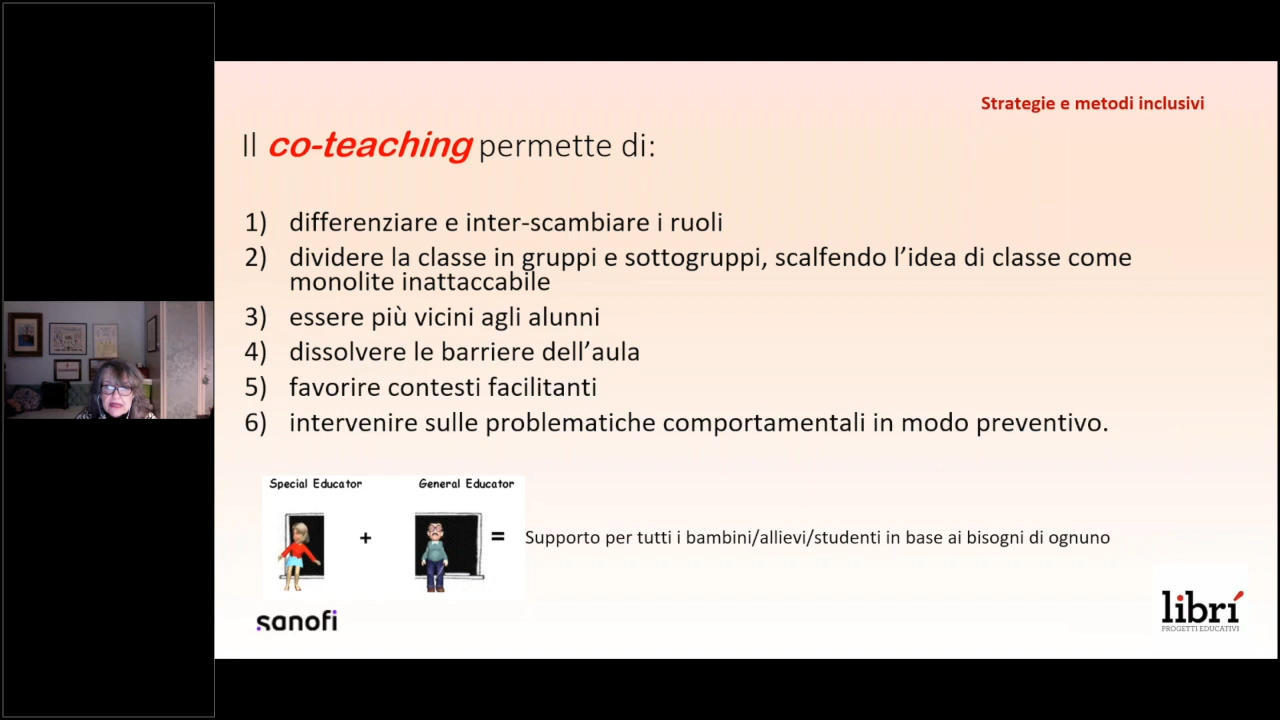 Strategie e metodi inclusivi
Il co-teaching permette di:
1) differenziare e inter-scambiare i ruoli
2) dividere la classe in gruppi e sottogruppi, scalfendo l’idea di classe come
monolite inattaccabile
3) essere più vicini agli alunni
4) dissolvere le barriere dell’aula
5) favorire contesti facilitanti
6) intervenire sulle problematiche comportamentali in modo preventivo.
Special Educator
General Educator
+
=
Supporto per tutti i bambini/allievi/studenti in base ai bisogni di ognuno
sanofi
librí
PROGETTI EDUCATIVI